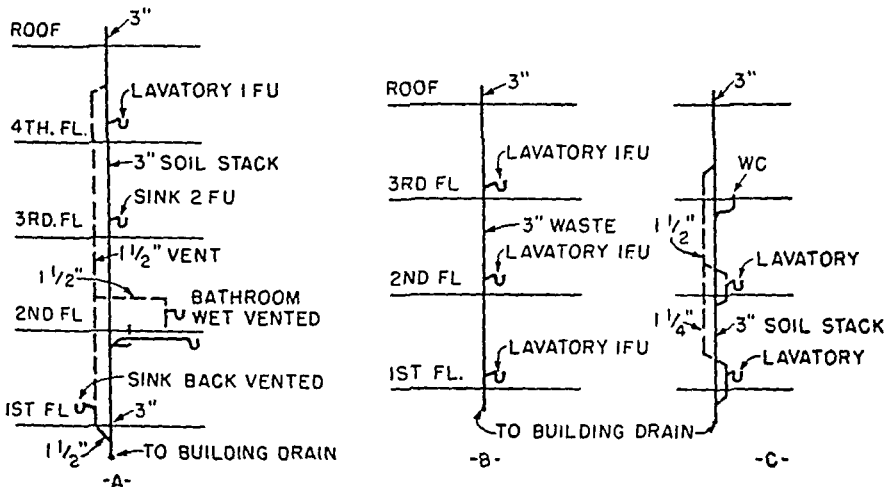 3"
ROOF
LAVATORY 1 FU
4TH. FL.
3" SOIL STACK
SINK 2 FU
3RD. FL
1 1/2" VENT
1 1/2"
BATHROOM
WET VENTED
2ND FL
SINK BACK VENTED
1ST FL
3"
1 1/2"
TO BUILDING DRAIN
-A-
3"
ROOF
LAVATORY 1F.U
3RD FL
3" WASTE
LAVATORY 1F.U
2ND FL
LAVATORY 1F.U
1ST FL.
TO BUILDING DRAIN
-B-
3"
WC
1 1/2"
LAVATORY
1 1/4"
3" SOIL STACK
LAVATORY
-C-